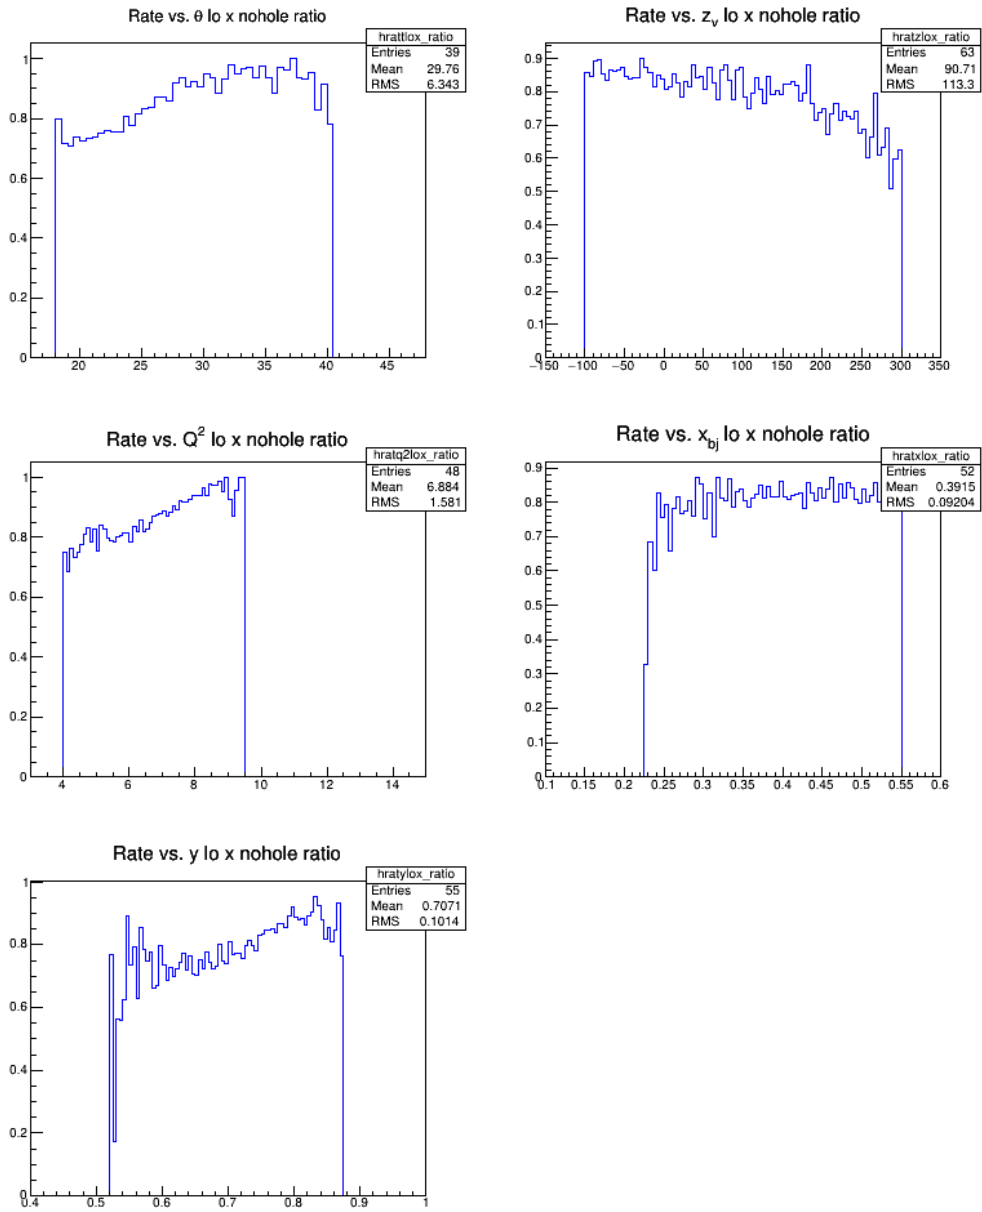 Rate vs. θ lo x nohole ratio
hrattlox_ratio
Entries 39
Mean 29.76
RMS 6.343
1
0.8
0.6
0.4
0.2
0
20 25 30 35 40 45
Rate vs. z_v lo x nohole ratio
hratzlox_ratio
Entries 63
Mean 90.71
RMS 113.3
0.9
0.8
0.7
0.6
0.5
0.4
0.3
0.2
0.1
0
−150 −100 −50 0 50 100 150 200 250 300 350
Rate vs. Q² lo x nohole ratio
hratq2lox_ratio
Entries 48
Mean 6.884
RMS 1.581
1
0.8
0.6
0.4
0.2
0
4 6 8 10 12 14
Rate vs. x_bj lo x nohole ratio
hratxlox_ratio
Entries 52
Mean 0.3915
RMS 0.09204
0.9
0.8
0.7
0.6
0.5
0.4
0.3
0.2
0.1
0
0.1 0.15 0.2 0.25 0.3 0.35 0.4 0.45 0.5 0.55 0.6
Rate vs. y lo x nohole ratio
hratylox_ratio
Entries 55
Mean 0.7071
RMS 0.1014
1
0.8
0.6
0.4
0.2
0
0.4 0.5 0.6 0.7 0.8 0.9 1